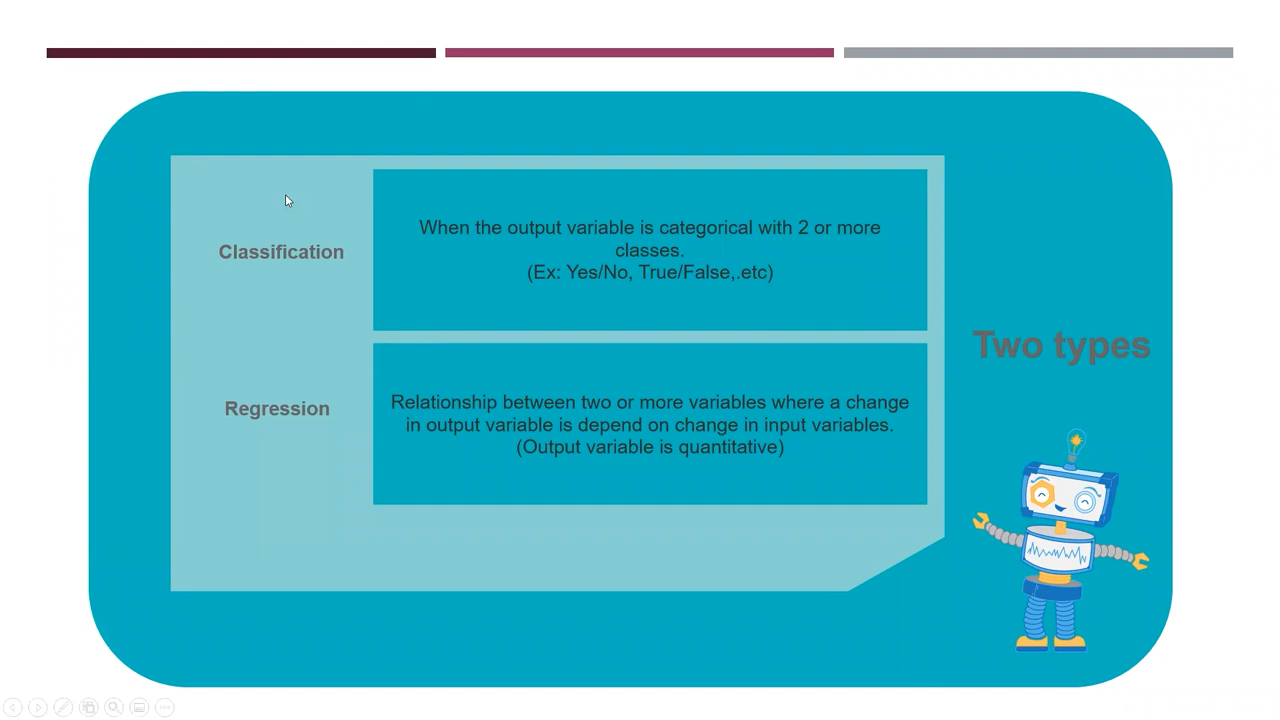 Classification
When the output variable is categorical with 2 or more
classes.
(Ex: Yes/No, True/False,.etc)
Two types
Regression
Relationship between two or more variables where a change
in output variable is depend on change in input variables.
(Output variable is quantitative)